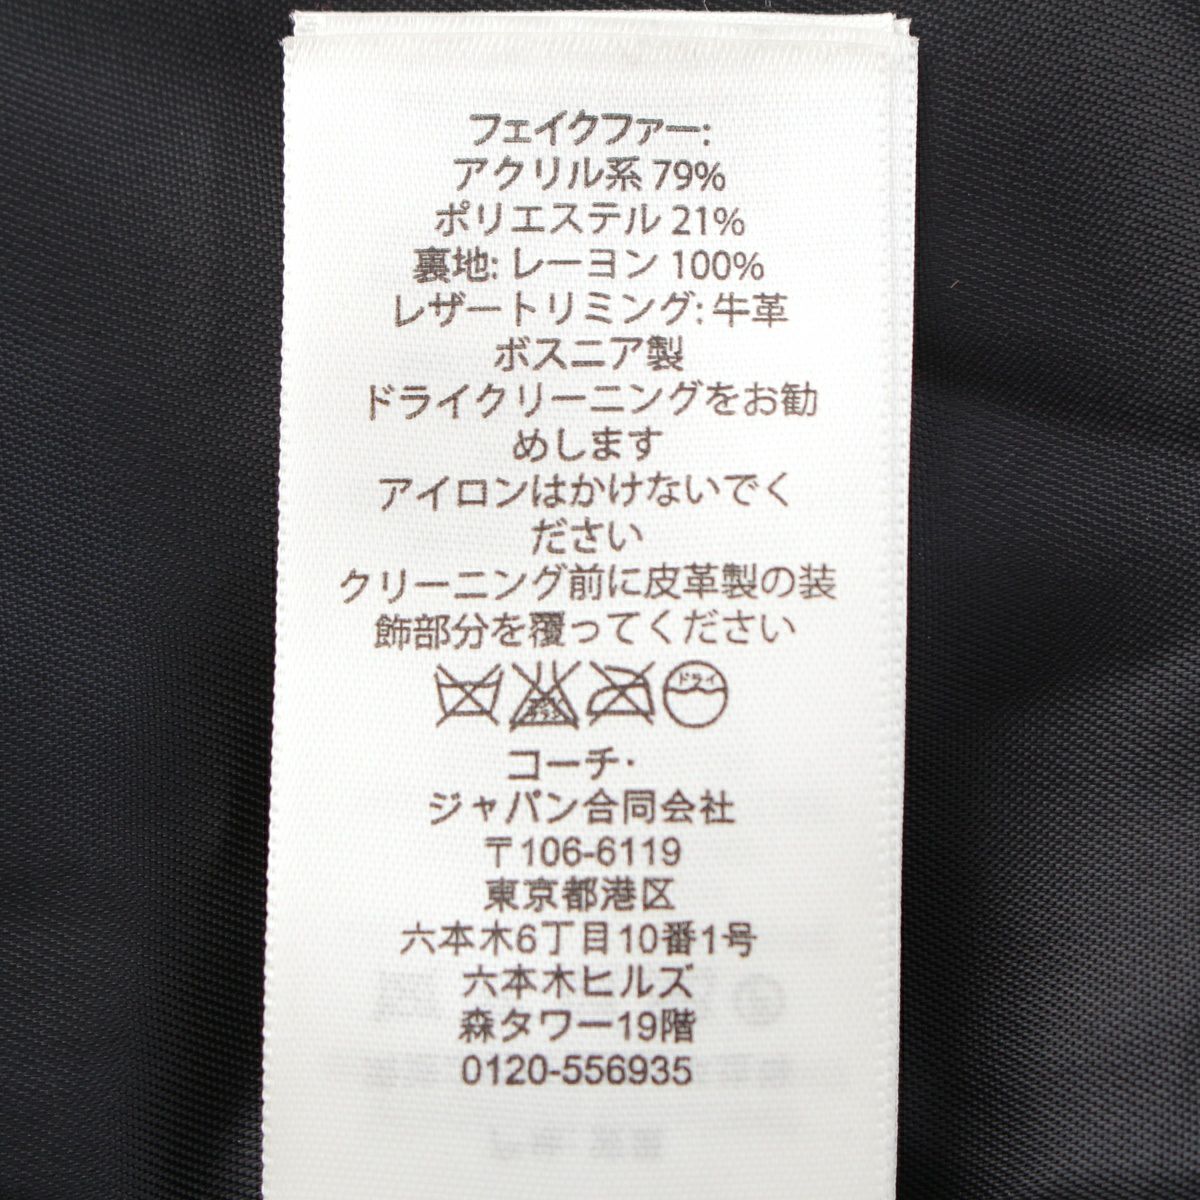 フェイクファー:
アクリル系 79%
ポリエステル 21%
裏地: レーヨン 100%
レザートリミング: 牛革
ボスニア製
ドライクリーニングをお勧
めします
アイロンはかけないでく
ださい
クリーニング前に皮革製の装
飾部分を覆ってください
ドライ
コーチ・
ジャパン合同会社
〒106-6119
東京都港区
六本木6丁目10番1号
六本木ヒルズ
森タワー19階
0120-556935